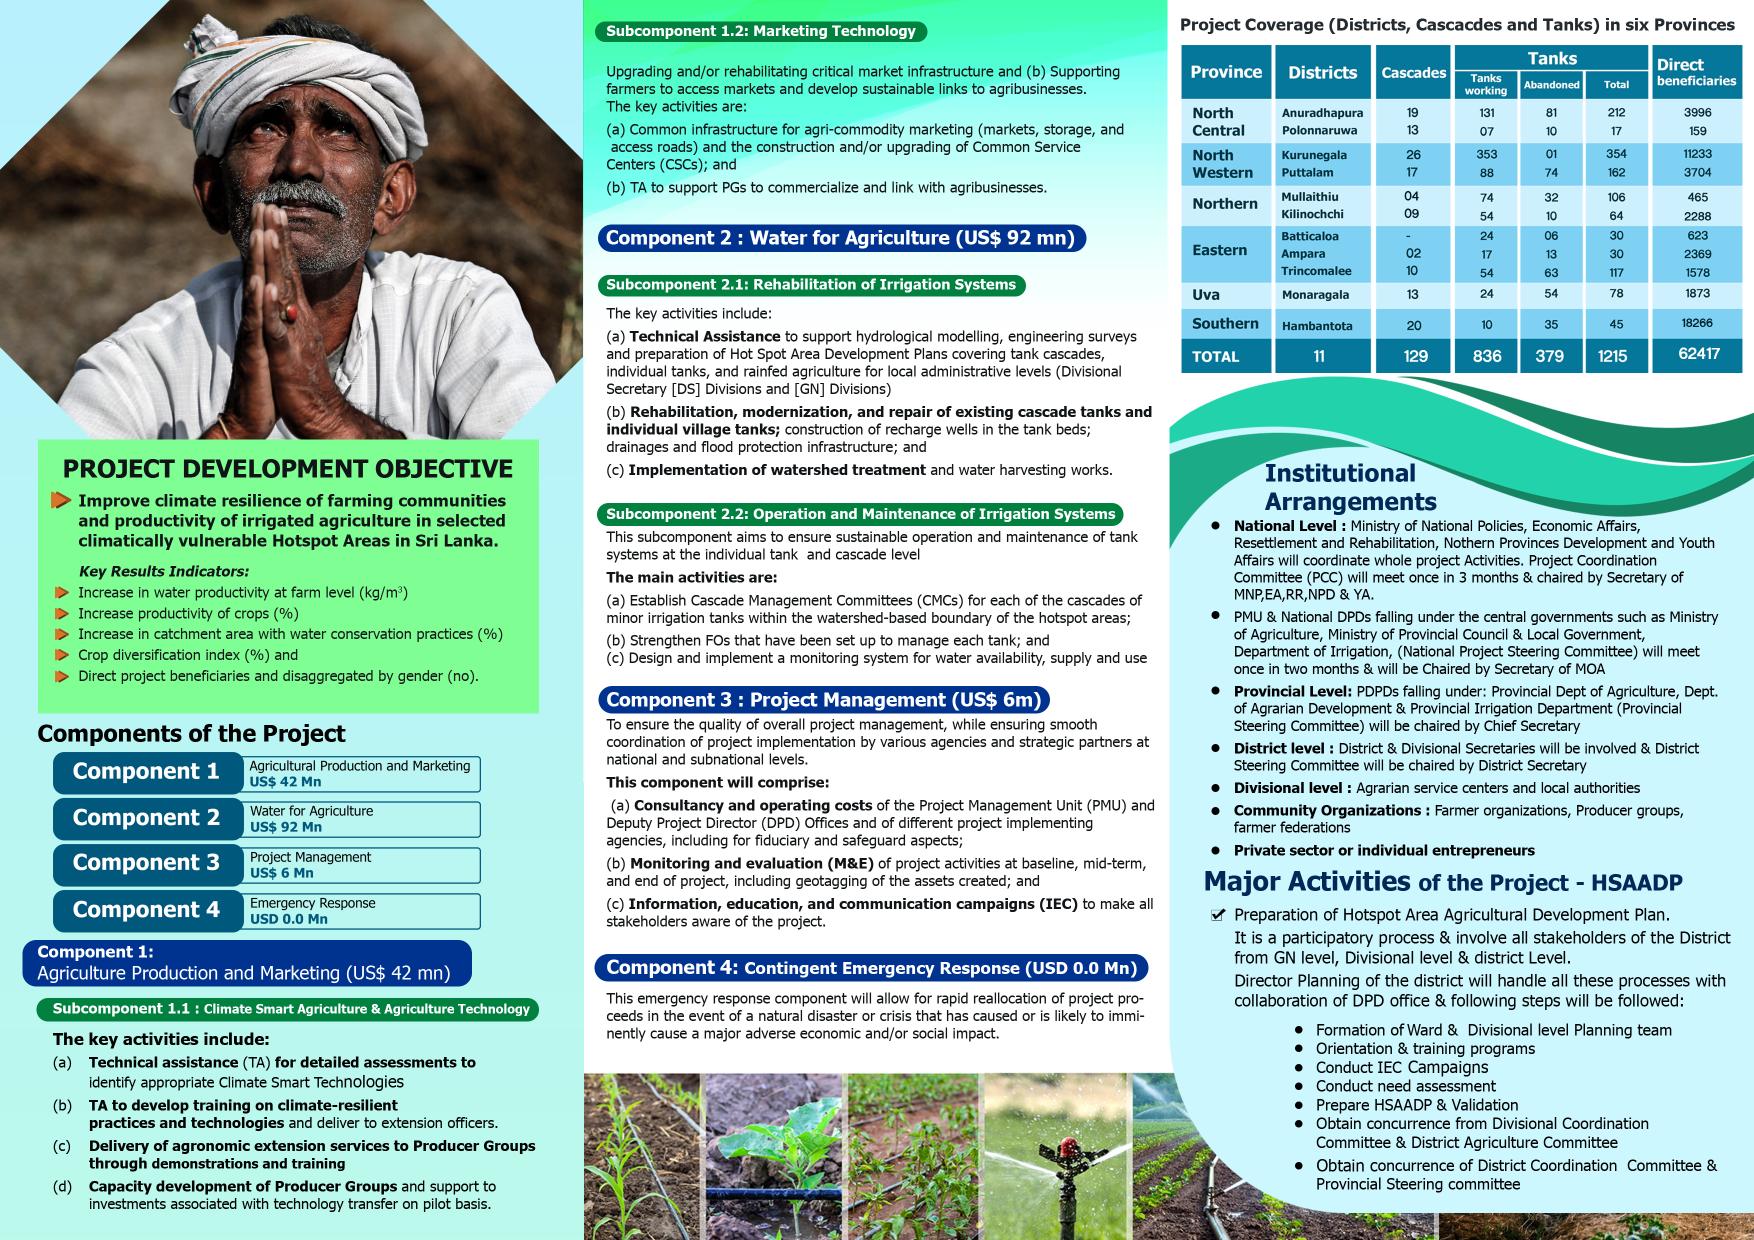 PROJECT DEVELOPMENT OBJECTIVE
Improve climate resilience of farming communities
and productivity of irrigated agriculture in selected
climatically vulnerable Hotspot Areas in Sri Lanka.
Key Results Indicators:
Increase in water productivity at farm level (kg/m³)
Increase productivity of crops (%)
Increase in catchment area with water conservation practices (%)
Crop diversification index (%) and
Direct project beneficiaries and disaggregated by gender (no).
Components of the Project
Component 1 Agricultural Production and Marketing
US$ 42 Mn
Component 2 Water for Agriculture
US$ 92 Mn
Component 3 Project Management
US$ 6 Mn
Component 4 Emergency Response
USD 0.0 Mn
Component 1:
Agriculture Production and Marketing (US$ 42 mn)
Subcomponent 1.1 : Climate Smart Agriculture & Agriculture Technology
The key activities include:
(a) Technical assistance (TA) for detailed assessments to
identify appropriate Climate Smart Technologies
(b) TA to develop training on climate-resilient
practices and technologies and deliver to extension officers.
(c) Delivery of agronomic extension services to Producer Groups
through demonstrations and training
(d) Capacity development of Producer Groups and support to
investments associated with technology transfer on pilot basis.
Subcomponent 1.2: Marketing Technology
Upgrading and/or rehabilitating critical market infrastructure and (b) Supporting
farmers to access markets and develop sustainable links to agribusinesses.
The key activities are:
(a) Common infrastructure for agri-commodity marketing (markets, storage, and
access roads) and the construction and/or upgrading of Common Service
Centers (CSCs); and
(b) TA to support PGs to commercialize and link with agribusinesses.
Component 2 : Water for Agriculture (US$ 92 mn)
Subcomponent 2.1: Rehabilitation of Irrigation Systems
The key activities include:
(a) Technical Assistance to support hydrological modelling, engineering surveys
and preparation of Hot Spot Area Development Plans covering tank cascades,
individual tanks, and rainfed agriculture for local administrative levels (Divisional
Secretary [DS] Divisions and [GN] Divisions)
(b) Rehabilitation, modernization, and repair of existing cascade tanks and
individual village tanks; construction of recharge wells in the tank beds;
drainages and flood protection infrastructure; and
(c) Implementation of watershed treatment and water harvesting works.
Subcomponent 2.2: Operation and Maintenance of Irrigation Systems
This subcomponent aims to ensure sustainable operation and maintenance of tank
systems at the individual tank and cascade level
The main activities are:
(a) Establish Cascade Management Committees (CMCs) for each of the cascades of
minor irrigation tanks within the watershed-based boundary of the hotspot areas;
(b) Strengthen FOs that have been set up to manage each tank; and
(c) Design and implement a monitoring system for water availability, supply and use
Component 3 : Project Management (US$ 6m)
To ensure the quality of overall project management, while ensuring smooth
coordination of project implementation by various agencies and strategic partners at
national and subnational levels.
This component will comprise:
(a) Consultancy and operating costs of the Project Management Unit (PMU) and
Deputy Project Director (DPD) Offices and of different project implementing
agencies, including for fiduciary and safeguard aspects;
(b) Monitoring and evaluation (M&E) of project activities at baseline, mid-term,
and end of project, including geotagging of the assets created; and
(c) Information, education, and communication campaigns (IEC) to make all
stakeholders aware of the project.
Component 4: Contingent Emergency Response (USD 0.0 Mn)
This emergency response component will allow for rapid reallocation of project pro-
ceeds in the event of a natural disaster or crisis that has caused or is likely to immi-
nently cause a major adverse economic and/or social impact.
Project Coverage (Districts, Cascacdes and Tanks) in six Provinces
Province Districts Cascades Tanks Direct beneficiaries
Tanks working Abandoned Total
North Central Anuradhapura 19 131 81 212 3996
Polonnaruwa 13 07 10 17 159
North Western Kurunegala 26 353 01 354 11233
Puttalam 17 88 74 162 3704
Northern Mullaithiu 04 74 32 106 465
Kilinochchi 09 54 10 64 2288
Eastern Batticaloa - 24 06 30 623
Ampara 02 17 13 30 2369
Trincomalee 10 54 63 117 1578
Uva Monaragala 13 24 54 78 1873
Southern Hambantota 20 10 35 45 18266
TOTAL 11 129 836 379 1215 62417
Institutional
Arrangements
National Level : Ministry of National Policies, Economic Affairs,
Resettlement and Rehabilitation, Nothern Provinces Development and Youth
Affairs will coordinate whole project Activities. Project Coordination
Committee (PCC) will meet once in 3 months & chaired by Secretary of
MNP,EA,RR,NPD & YA.
PMU & National DPDs falling under the central governments such as Ministry
of Agriculture, Ministry of Provincial Council & Local Government,
Department of Irrigation, (National Project Steering Committee) will meet
once in two months & will be Chaired by Secretary of MOA
Provincial Level: PDPDs falling under: Provincial Dept of Agriculture, Dept.
of Agrarian Development & Provincial Irrigation Department (Provincial
Steering Committee) will be chaired by Chief Secretary
District level : District & Divisional Secretaries will be involved & District
Steering Committee will be chaired by District Secretary
Divisional level : Agrarian service centers and local authorities
Community Organizations : Farmer organizations, Producer groups,
farmer federations
Private sector or individual entrepreneurs
Major Activities of the Project - HSAADP
Preparation of Hotspot Area Agricultural Development Plan.
It is a participatory process & involve all stakeholders of the District
from GN level, Divisional level & district Level.
Director Planning of the district will handle all these processes with
collaboration of DPD office & following steps will be followed:
Formation of Ward & Divisional level Planning team
Orientation & training programs
Conduct IEC Campaigns
Conduct need assessment
Prepare HSAADP & Validation
Obtain concurrence from Divisional Coordination
Committee & District Agriculture Committee
Obtain concurrence of District Coordination Committee &
Provincial Steering committee